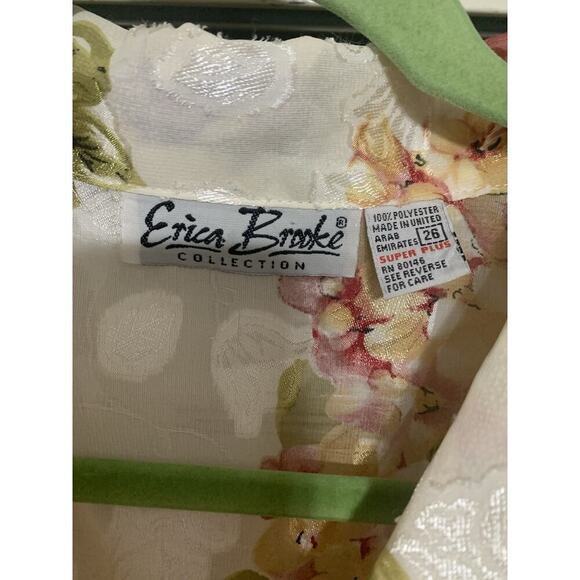 Erica Brooke®
COLLECTION
100% POLYESTER
MADE IN UNITED
ARAB
EMIRATES 26
SUPER PLUS
RN 80146
SEE REVERSE
FOR CARE